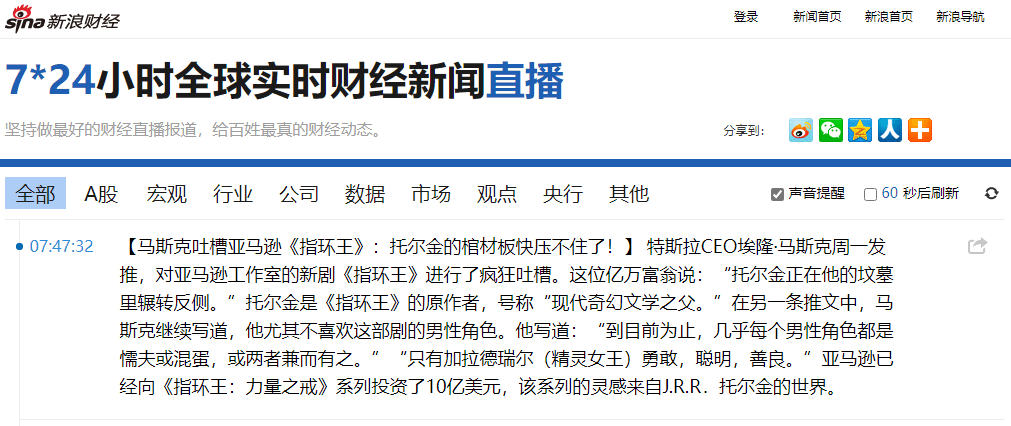 sina 新浪财经
登录 新闻首页 新浪首页 新浪导航
7*24小时全球实时财经新闻直播
坚持做最好的财经直播报道，给百姓最真的财经动态。
分享到：
全部 A股 宏观 行业 公司 数据 市场 观点 央行 其他 声音提醒 60 秒后刷新
07:47:32 【马斯克吐槽亚马逊《指环王》：托尔金的棺材板快压不住了！】 特斯拉CEO埃隆·马斯克周一发
推，对亚马逊工作室的新剧《指环王》进行了疯狂吐槽。这位亿万富翁说：“托尔金正在他的坟墓
里辗转反侧。”托尔金是《指环王》的原作者，号称“现代奇幻文学之父。”在另一条推文中，马
斯克继续写道，他尤其不喜欢这部剧的男性角色。他写道：“到目前为止，几乎每个男性角色都是
懦夫或混蛋，或两者兼而有之。”“只有加拉德瑞尔（精灵女王）勇敢，聪明，善良。”亚马逊已
经向《指环王：力量之戒》系列投资了10亿美元，该系列的灵感来自J.R.R．托尔金的世界。